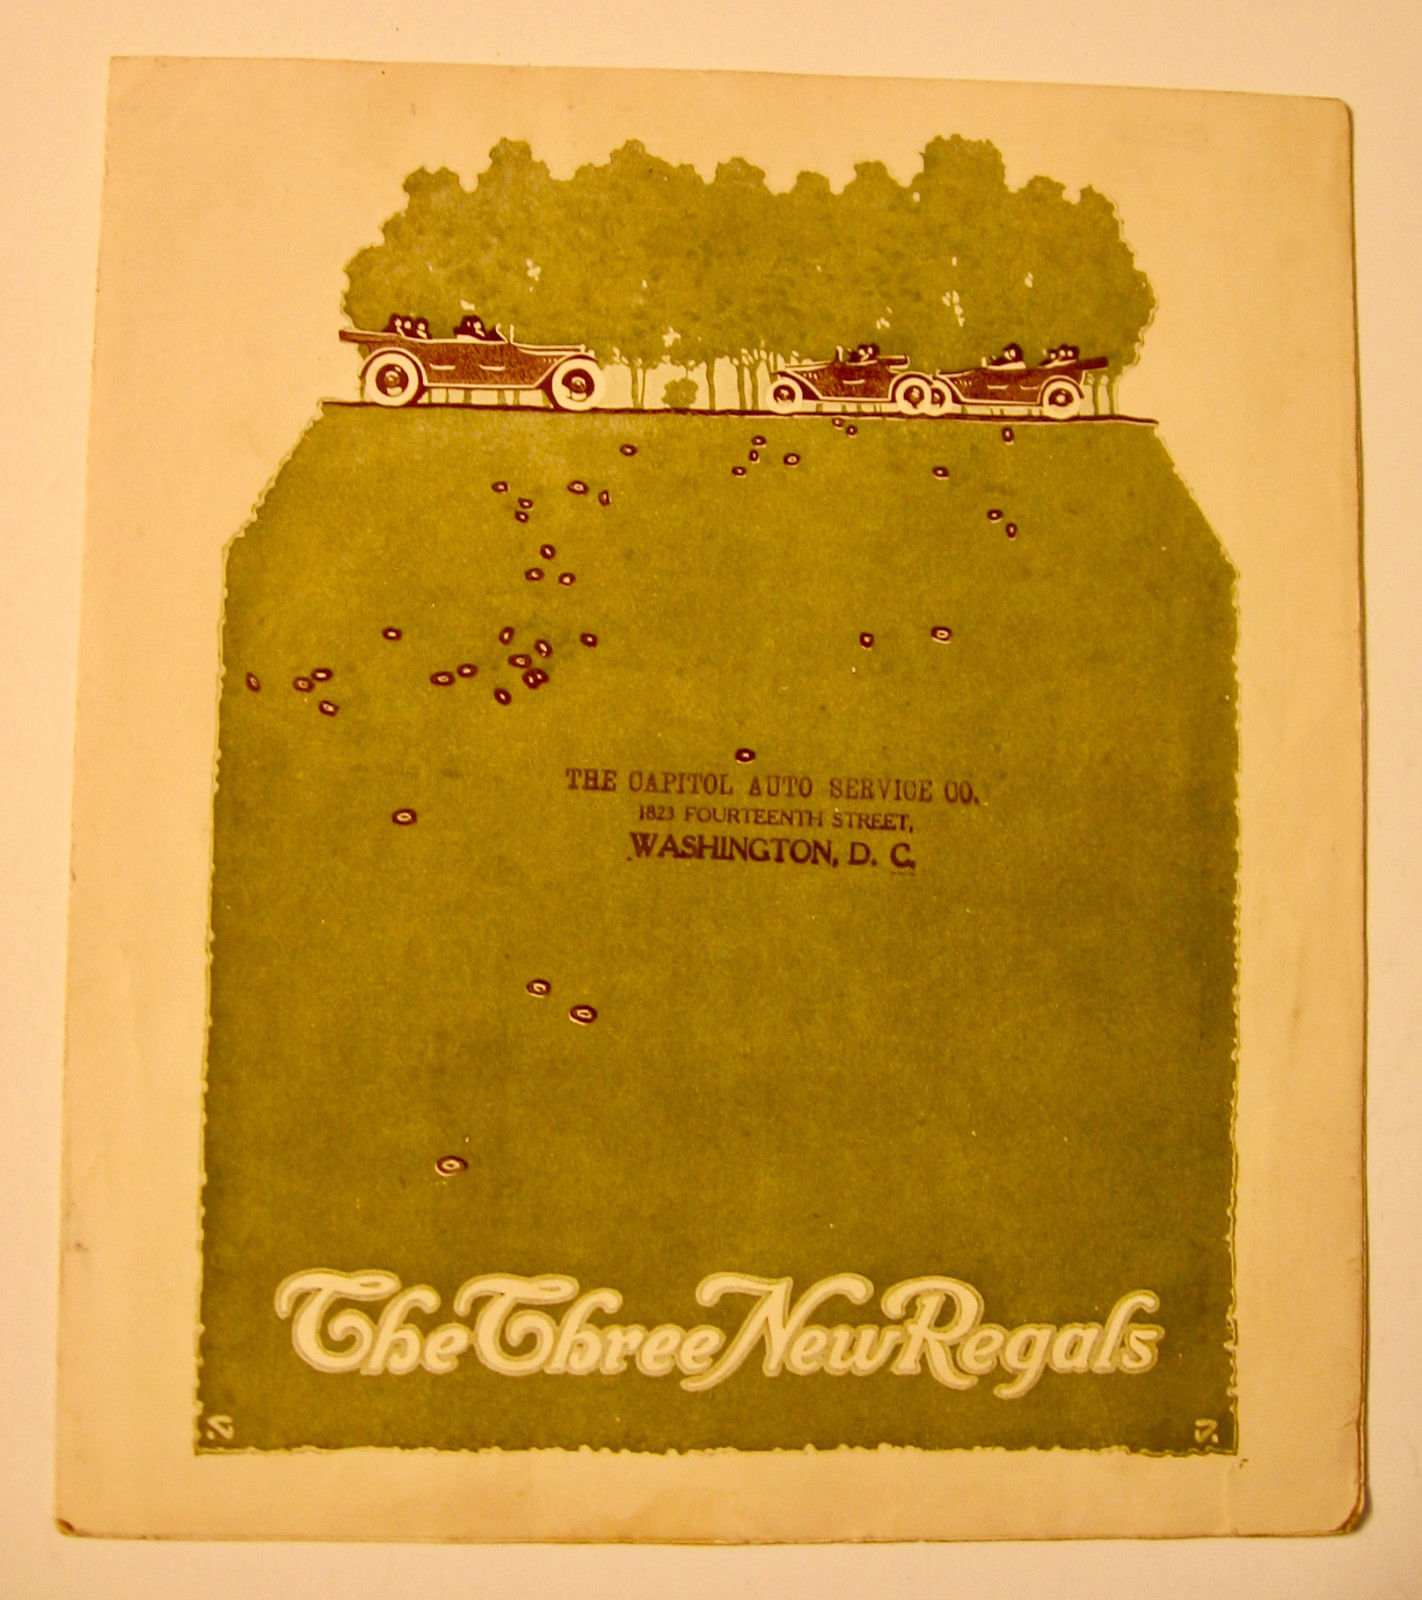 THE CAPITOL AUTO SERVICE CO.
1823 FOURTEENTH STREET,
WASHINGTON, D. C.
The Three New Regals